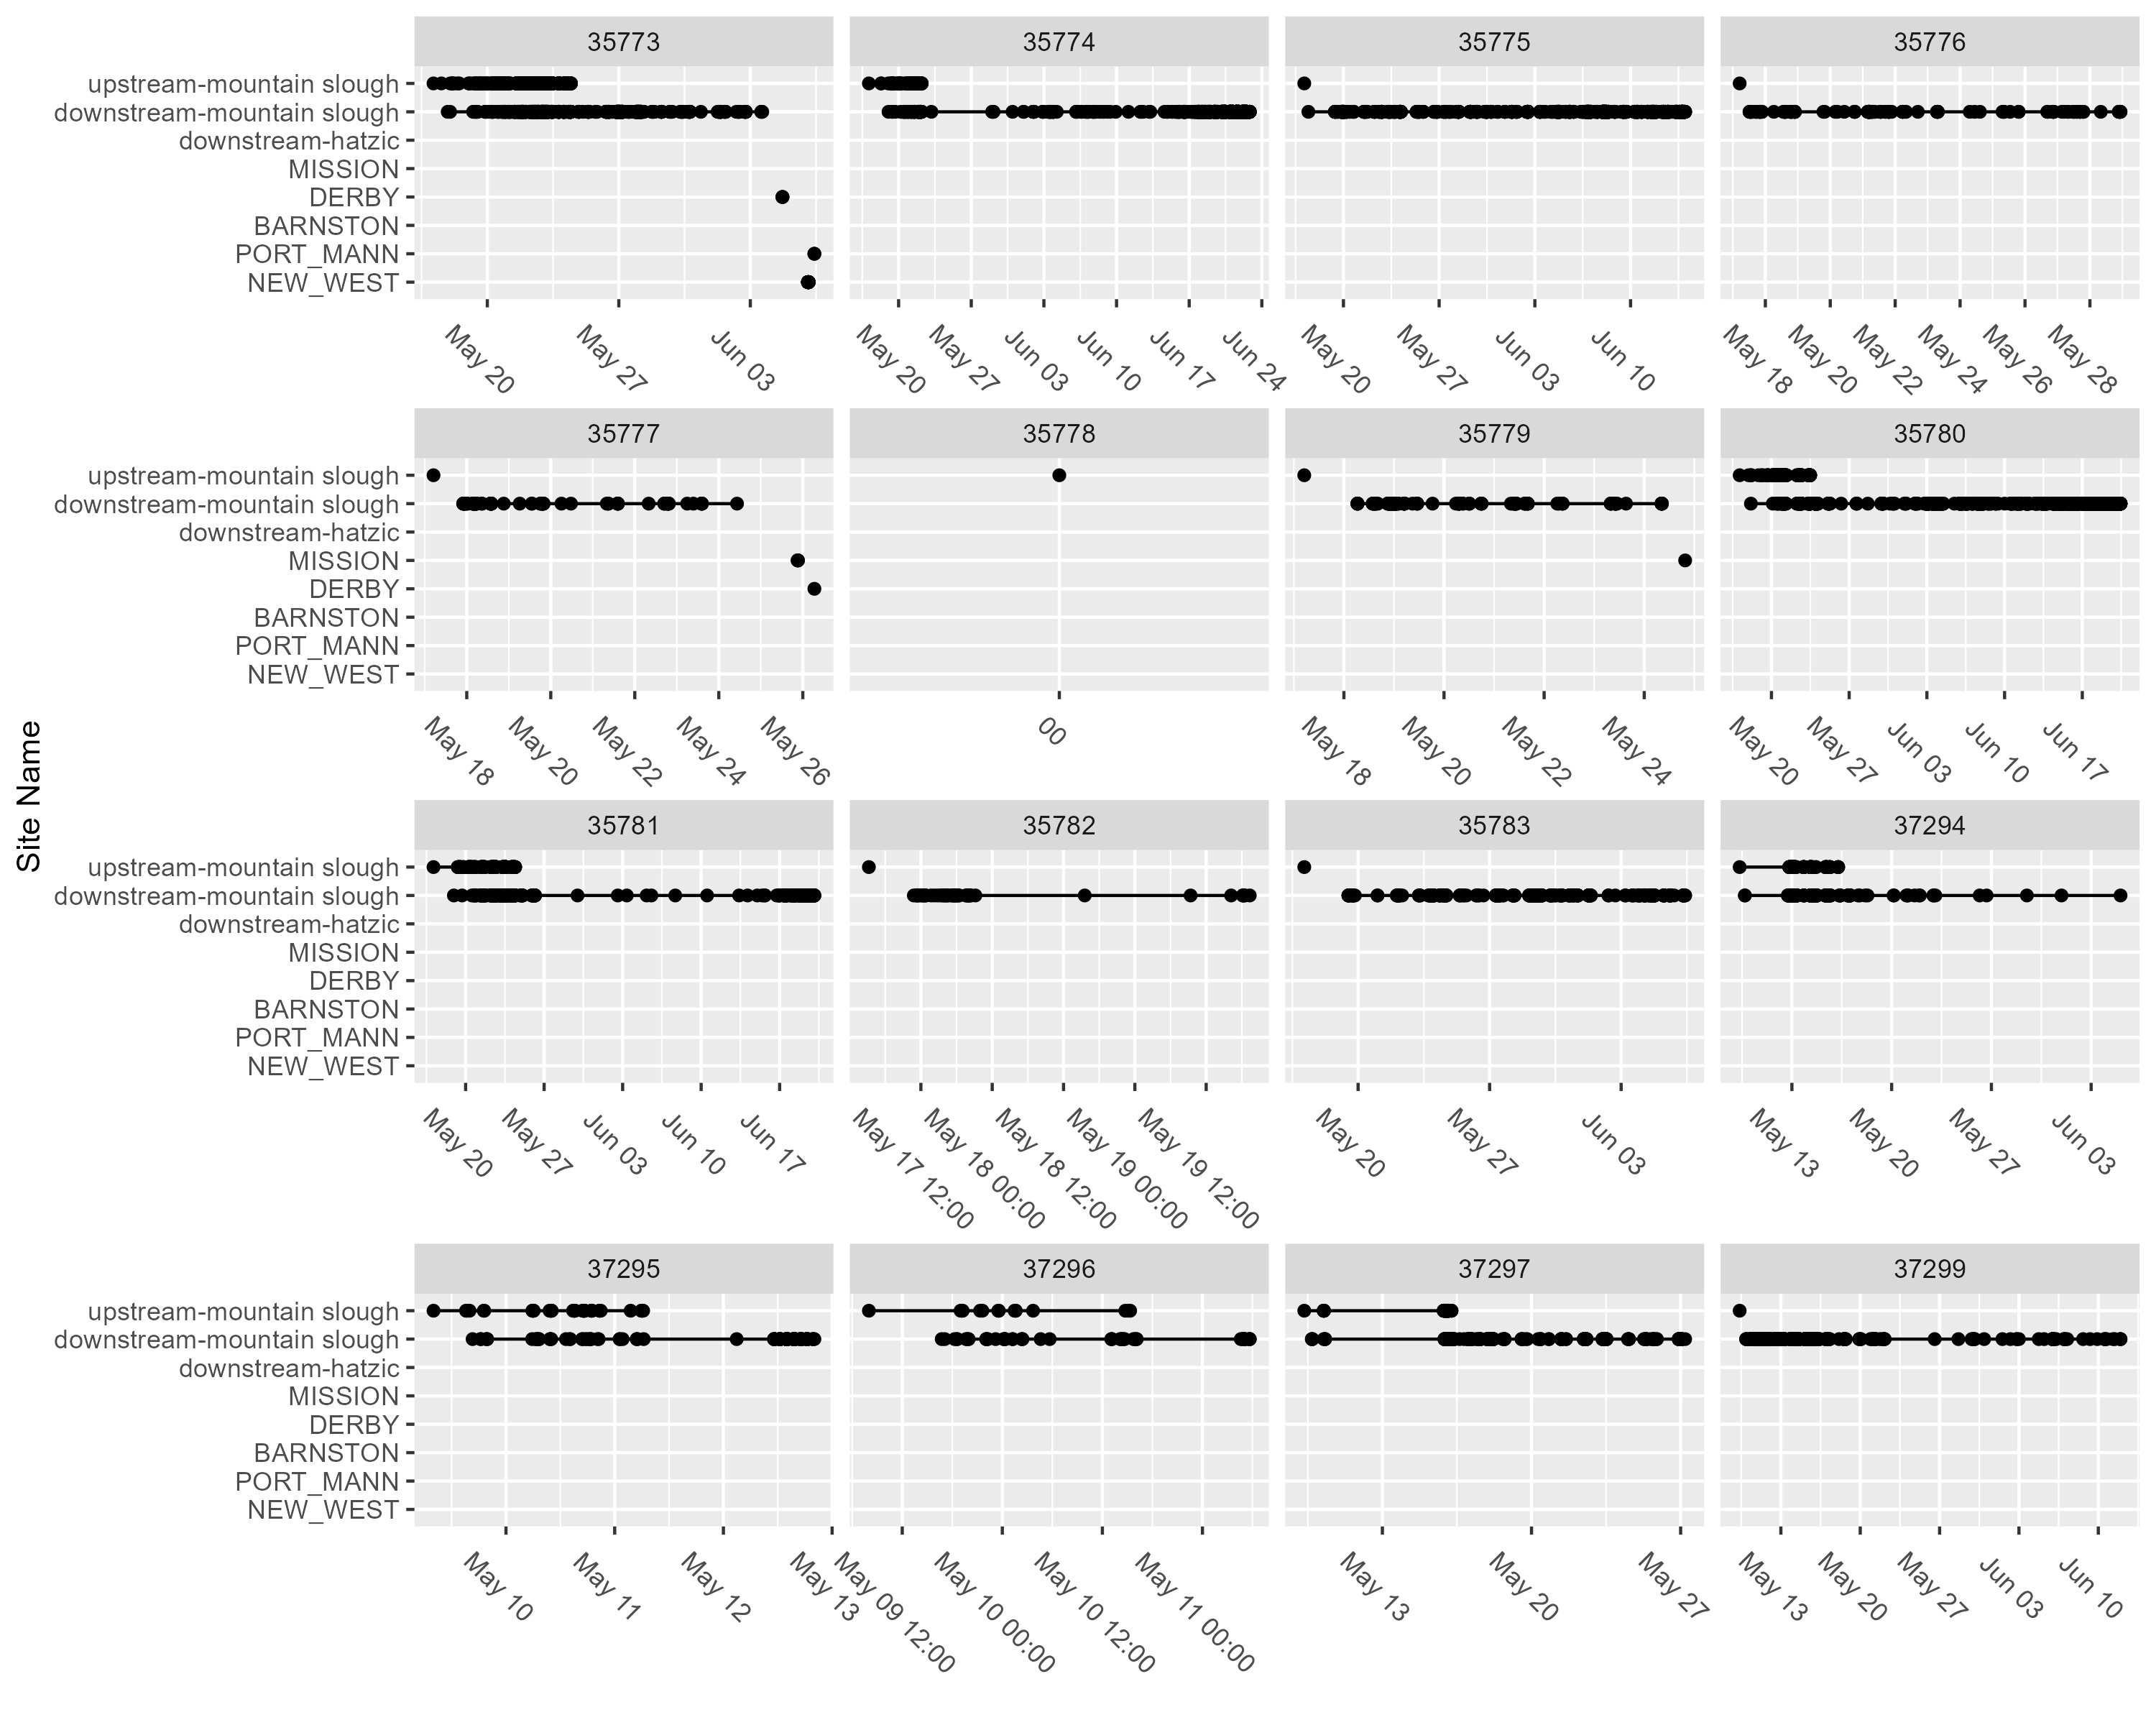 35773 35774 35775 35776
upstream-mountain slough
downstream-mountain slough
downstream-hatzic
MISSION
DERBY
BARNSTON
PORT_MANN
NEW_WEST
May 20 May 27 Jun 03 May 20 May 27 Jun 03 Jun 10 Jun 17 Jun 24 May 20 May 27 Jun 03 Jun 10 May 18 May 20 May 22 May 24 May 26 May 28
35777 35778 35779 35780
upstream-mountain slough
downstream-mountain slough
downstream-hatzic
MISSION
DERBY
BARNSTON
PORT_MANN
NEW_WEST
May 18 May 20 May 22 May 24 May 26 00 May 18 May 20 May 22 May 24 May 20 May 27 Jun 03 Jun 10 Jun 17
Site Name
35781 35782 35783 37294
upstream-mountain slough
downstream-mountain slough
downstream-hatzic
MISSION
DERBY
BARNSTON
PORT_MANN
NEW_WEST
May 20 May 27 Jun 03 Jun 10 Jun 17 May 17 12:00 May 18 00:00 May 18 12:00 May 19 00:00 May 19 12:00 May 20 May 27 Jun 03 May 13 May 20 May 27 Jun 03
37295 37296 37297 37299
upstream-mountain slough
downstream-mountain slough
downstream-hatzic
MISSION
DERBY
BARNSTON
PORT_MANN
NEW_WEST
May 10 May 11 May 12 May 13 May 09 12:00 May 10 00:00 May 10 12:00 May 11 00:00 May 13 May 20 May 27 May 13 May 20 May 27 Jun 03 Jun 10